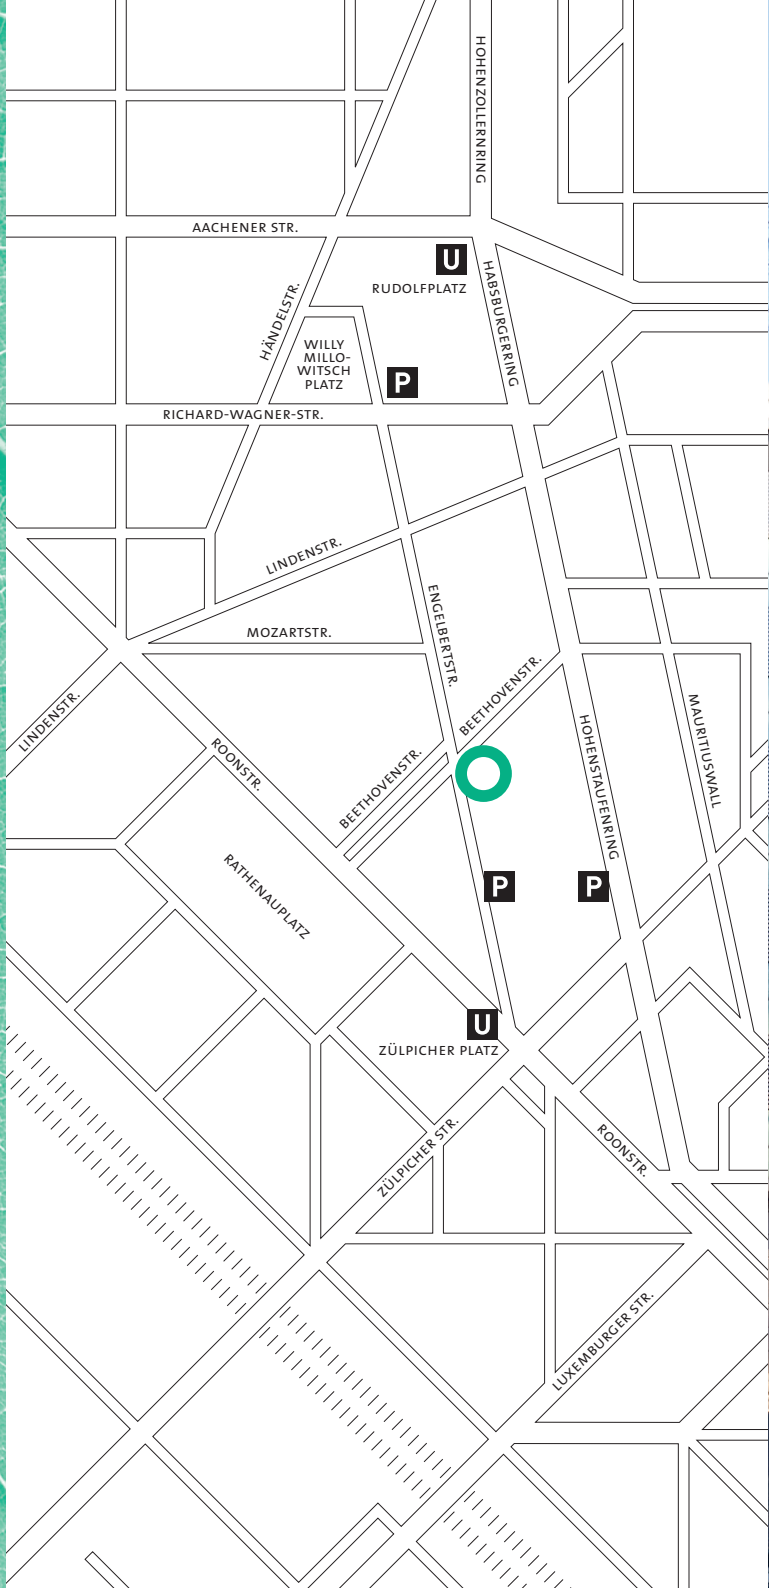 HOHENZOLLERNRING
AACHENER STR.
U
RUDOLFPLATZ
HABSBURGERRING
HÄNDELSTR.
WILLY
MILLO-
WITSCH
PLATZ
P
RICHARD-WAGNER-STR.
LINDENSTR.
ENGELBERTSTR.
MOZARTSTR.
BEETHOVENSTR.
LINDENSTR.
ROONSTR.
BEETHOVENSTR.
HOHENSTAUFENRING
MAURITIUSWALL
RATHENAUPLATZ
P
P
U
ZÜLPICHER PLATZ
ZÜLPICHER STR.
ROONSTR.
LUXEMBURGER STR.